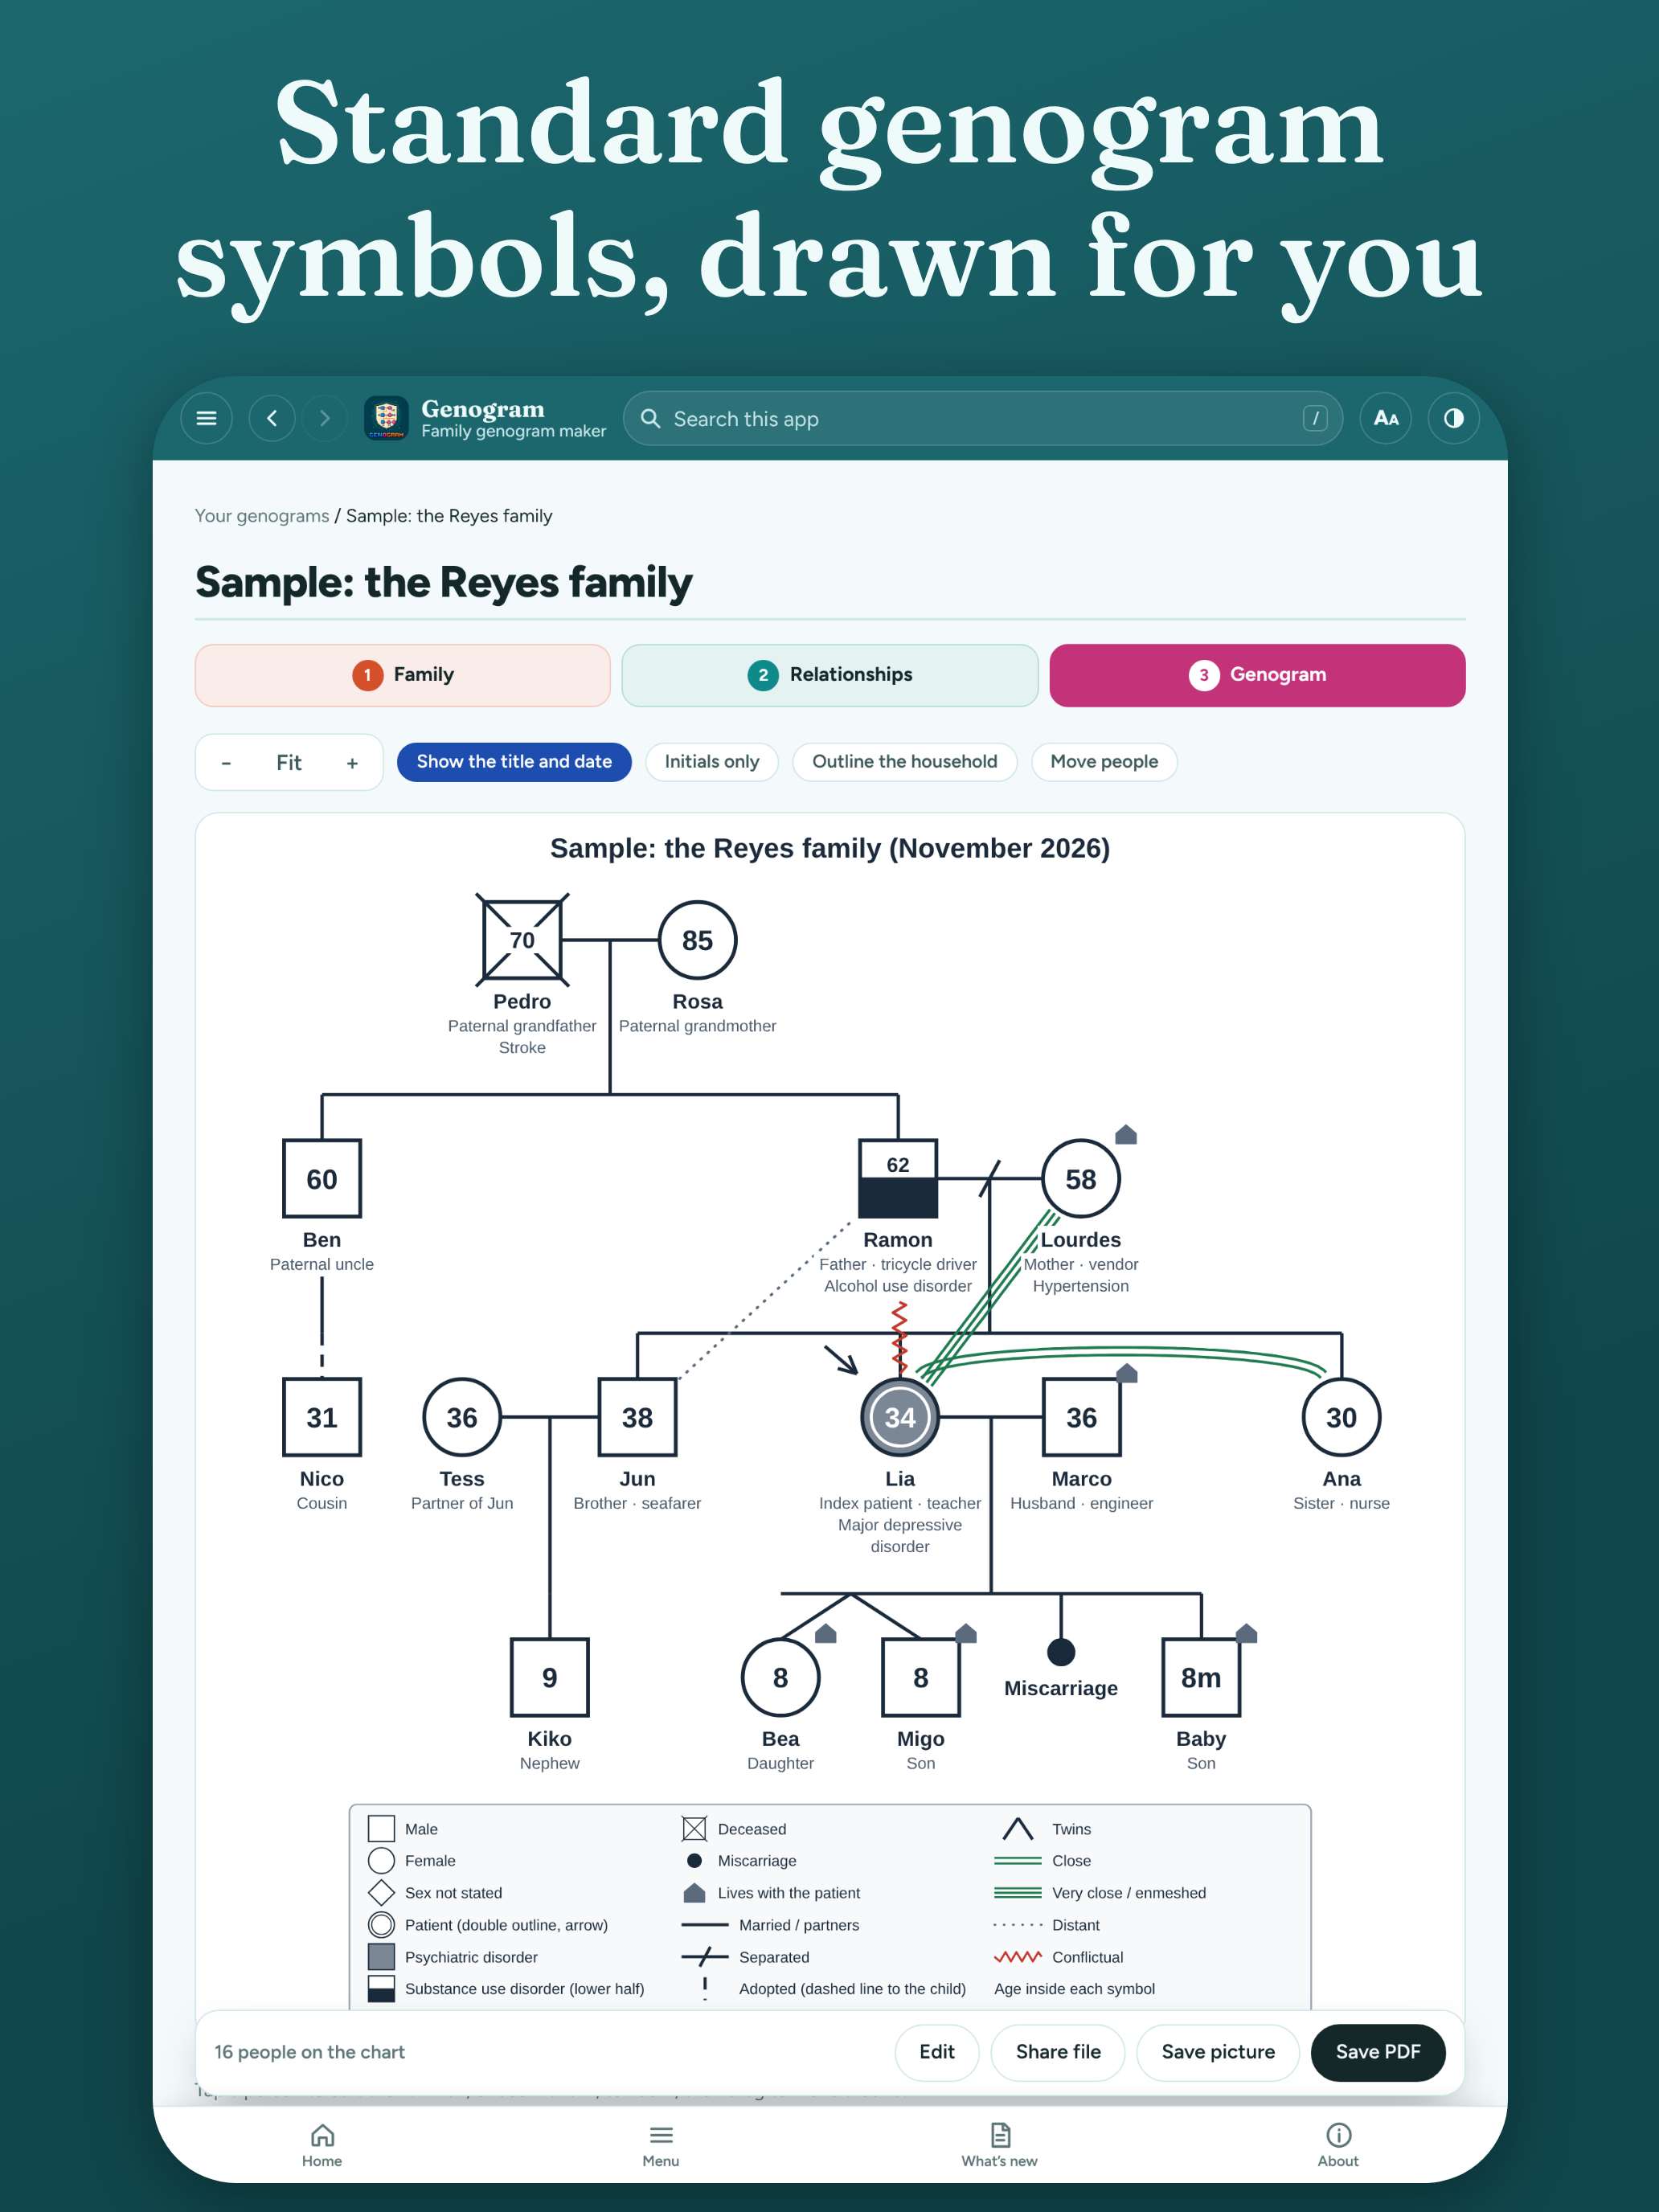 Standard genogram
symbols, drawn for you
GENOGRAM
Genogram
Family genogram maker
Search this app
/
AA
Your genograms / Sample: the Reyes family
Sample: the Reyes family
1 Family
2 Relationships
3 Genogram
- Fit +
Show the title and date
Initials only
Outline the household
Move people
Sample: the Reyes family (November 2026)
70
85
Pedro
Rosa
Paternal grandfather
Paternal grandmother
Stroke
60
62
58
Ben
Ramon
Lourdes
Paternal uncle
Father · tricycle driver
Mother · vendor
Alcohol use disorder
Hypertension
31
36
38
34
36
30
Nico
Tess
Jun
Lia
Marco
Ana
Cousin
Partner of Jun
Brother · seafarer
Index patient · teacher
Husband · engineer
Sister · nurse
Major depressive
disorder
9
8
8
Miscarriage
8m
Kiko
Bea
Migo
Baby
Nephew
Daughter
Son
Son
Male
Deceased
Twins
Female
Miscarriage
Close
Sex not stated
Lives with the patient
Very close / enmeshed
Patient (double outline, arrow)
Married / partners
Distant
Psychiatric disorder
Separated
Conflictual
Substance use disorder (lower half)
Adopted (dashed line to the child)
Age inside each symbol
16 people on the chart
Edit
Share file
Save picture
Save PDF
Home
Menu
What's new
About